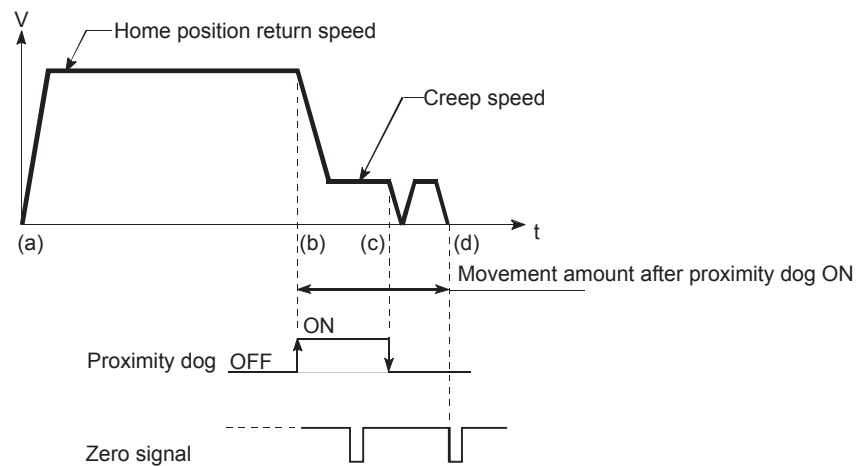 V
Home position return speed
Creep speed
t
(a) (b) (c) (d)
Movement amount after proximity dog ON
ON
Proximity dog OFF
Zero signal